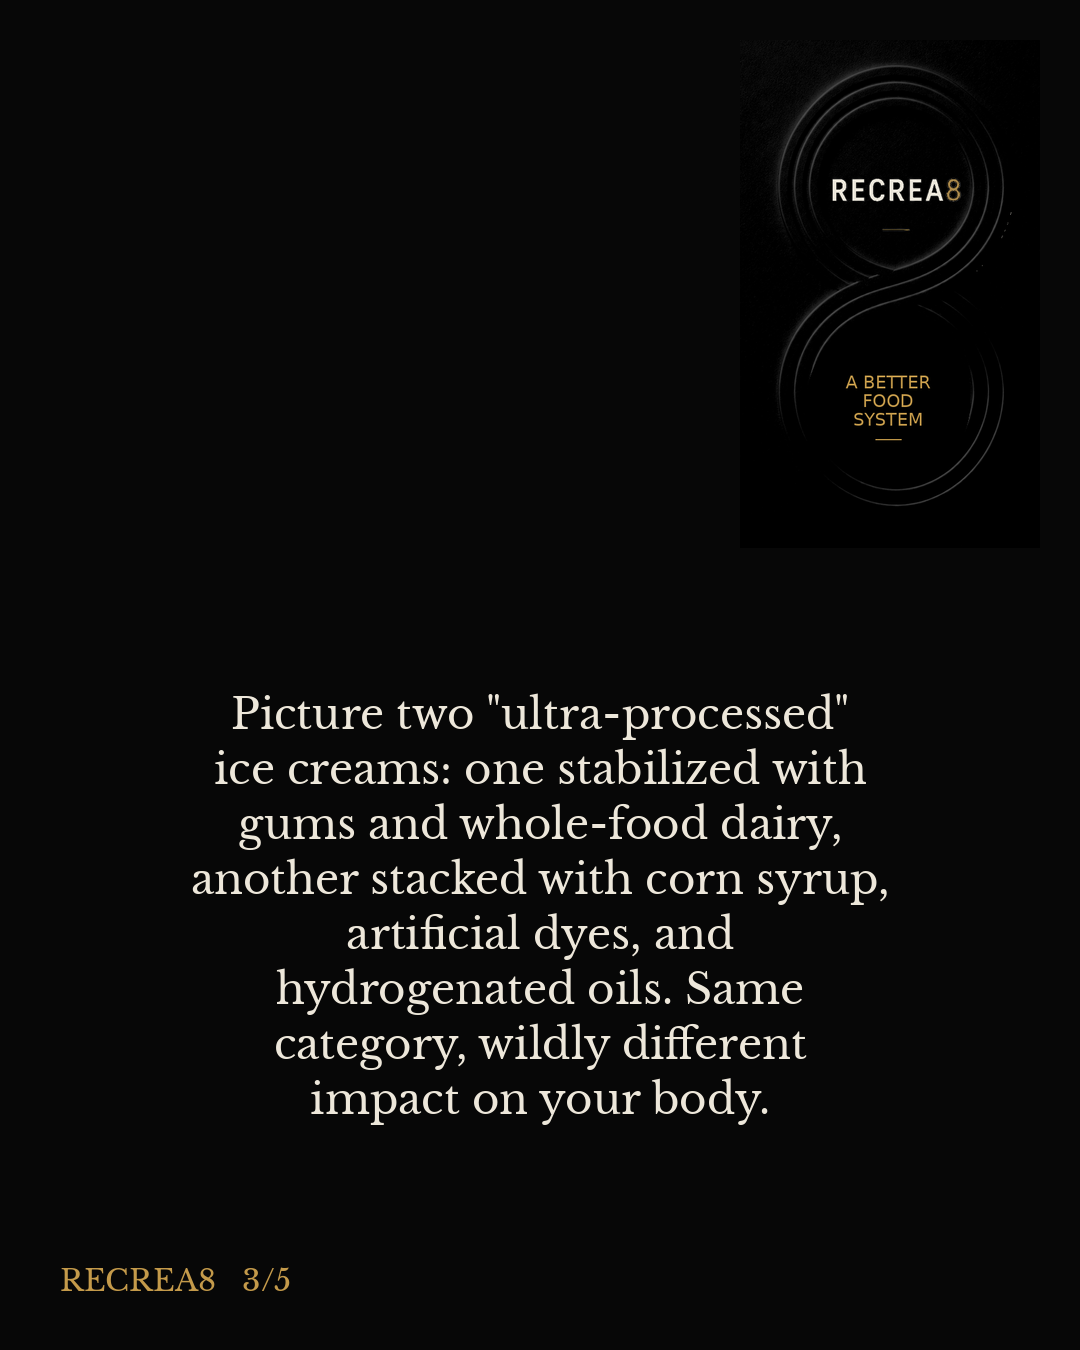 RECREA8
A BETTER
FOOD
SYSTEM
Picture two "ultra-processed"
ice creams: one stabilized with
gums and whole-food dairy,
another stacked with corn syrup,
artificial dyes, and
hydrogenated oils. Same
category, wildly different
impact on your body.
RECREA8 3/5